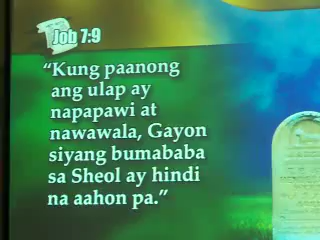 Job 7:9
“Kung paanong
ang ulap ay
napapawi at
nawawala, Gayon
siyang bumababa
sa Sheol ay hindi
na aahon pa.”